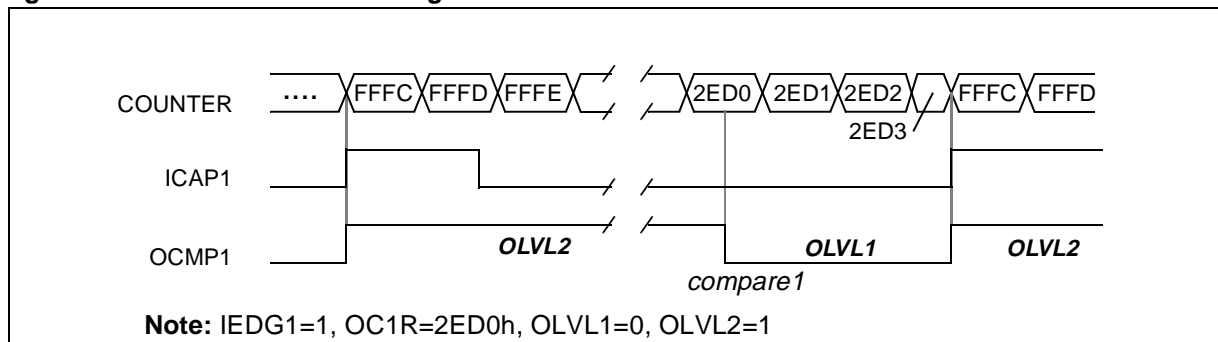 COUNTER .... FFFC FFFD FFFE 2ED0 2ED1 2ED2 FFFC FFFD
2ED3
ICAP1
OCMP1 OLVL2 OLVL1 OLVL2
compare1
Note: IEDG1=1, OC1R=2ED0h, OLVL1=0, OLVL2=1